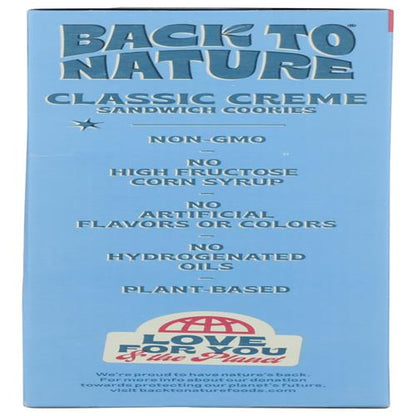 BACK TO
NATURE
CLASSIC CREME
SANDWICH COOKIES
NON-GMO
—
NO
HIGH FRUCTOSE
CORN SYRUP
—
NO
ARTIFICIAL
FLAVORS OR COLORS
—
NO
HYDROGENATED
OILS
—
PLANT-BASED
LOVE
FOR YOU
& the Planet
We're proud to have nature's back.
For more info about our donation
towards protecting our planet's future,
visit backtonaturefoods.com